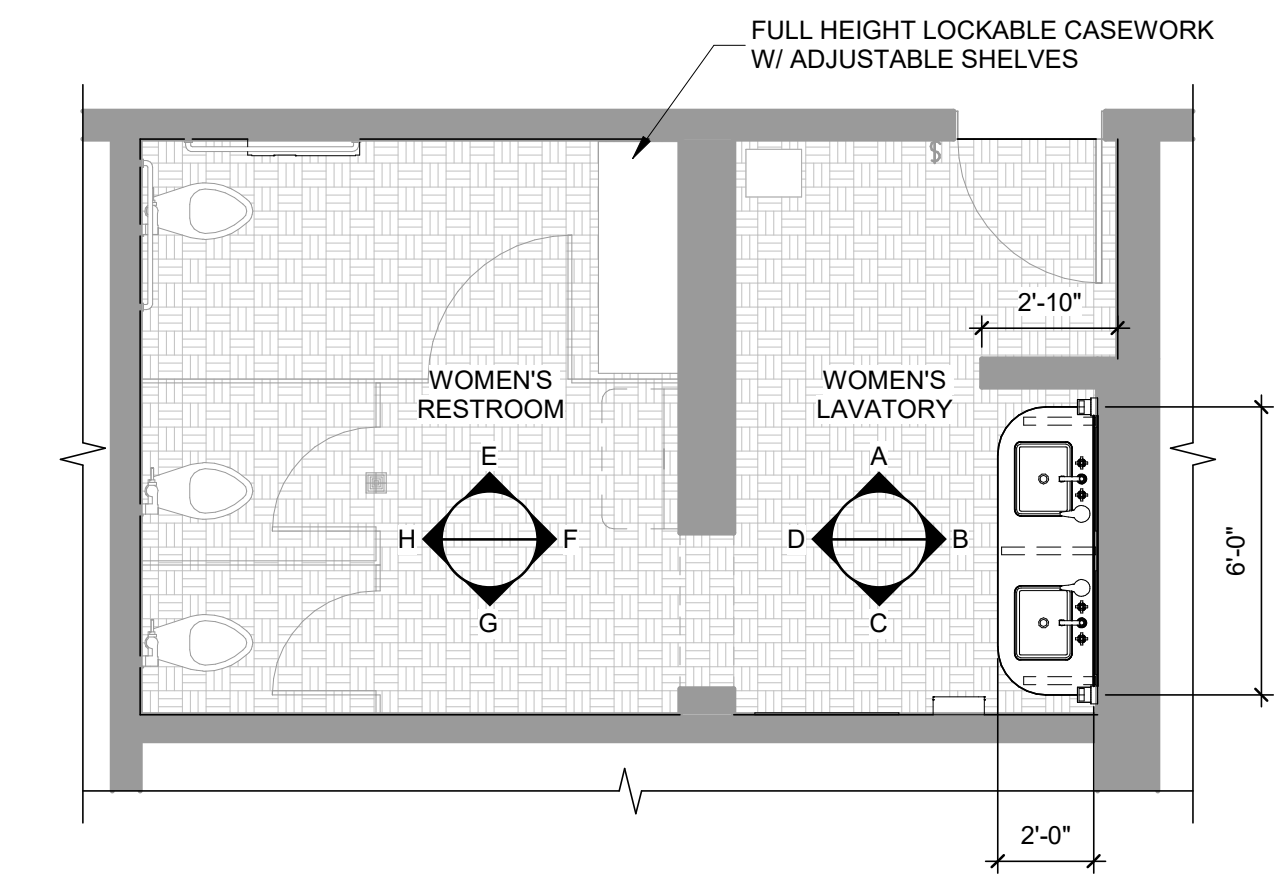 FULL HEIGHT LOCKABLE CASEWORK
W/ ADJUSTABLE SHELVES
$
2'-10"
WOMEN'S
RESTROOM
WOMEN'S
LAVATORY
E
H
F
G
A
D
B
C
6'-0"
2'-0"